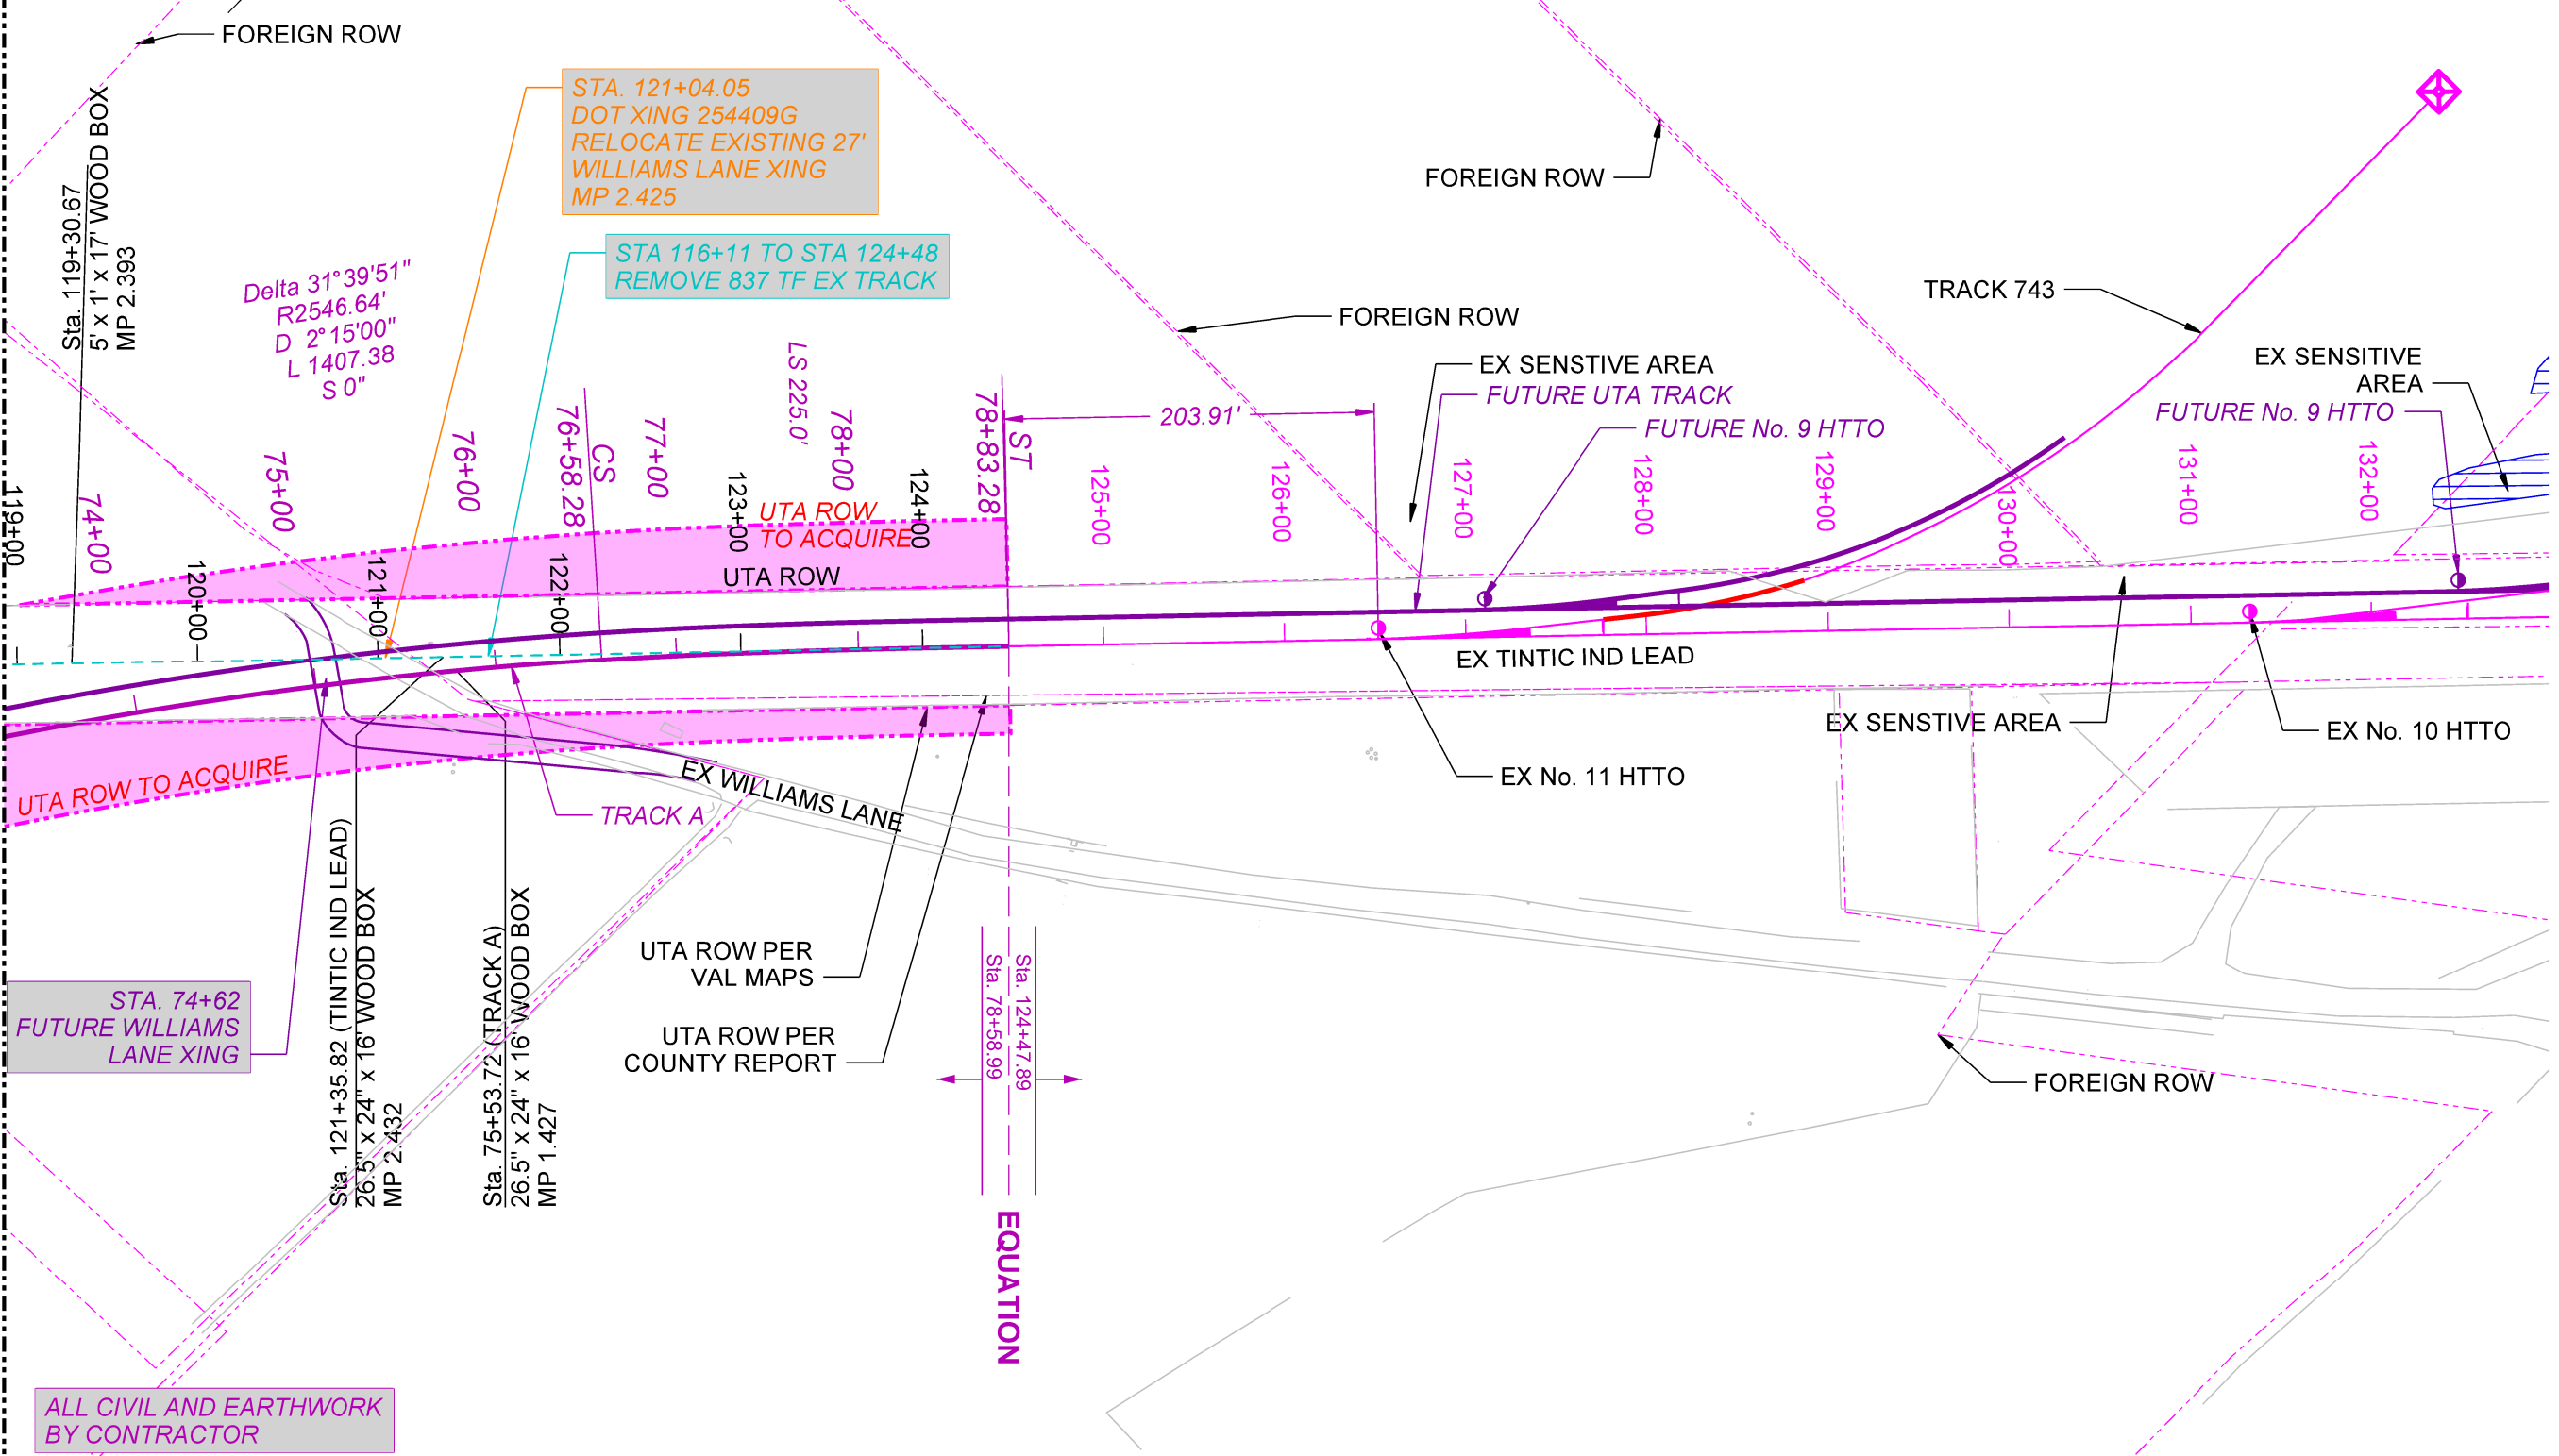 FOREIGN ROW
STA. 121+04.05
DOT XING 254409G
RELOCATE EXISTING 27'
WILLIAMS LANE XING
MP 2.425
STA 116+11 TO STA 124+48
REMOVE 837 TF EX TRACK
Sta. 119+30.67
5' x 1' x 17' WOOD BOX
MP 2.393
Delta 31°39'51"
R2546.64'
D 2°15'00"
L 1407.38
S 0"
FOREIGN ROW
FOREIGN ROW
TRACK 743
EX SENSTIVE AREA
FUTURE UTA TRACK
FUTURE No. 9 HTTO
EX SENSITIVE
AREA
FUTURE No. 9 HTTO
203.91'
LS 225.0'
74+00
75+00
76+00
76+58.28
CS
77+00
78+00
78+83.28
ST
119+00
120+00
121+00
122+00
123+00
124+00
125+00
126+00
127+00
128+00
129+00
130+00
131+00
132+00
UTA ROW
TO ACQUIRE
UTA ROW
EX TINTIC IND LEAD
EX SENSTIVE AREA
EX No. 10 HTTO
EX No. 11 HTTO
UTA ROW TO ACQUIRE
TRACK A
EX WILLIAMS LANE
Sta. 121+35.82 (TINTIC IND LEAD)
26.5" x 24" x 16' WOOD BOX
MP 2.432
Sta. 75+53.72 (TRACK A)
26.5" x 24" x 16' WOOD BOX
MP 1.427
UTA ROW PER
VAL MAPS
UTA ROW PER
COUNTY REPORT
STA. 74+62
FUTURE WILLIAMS
LANE XING
Sta. 124+47.89
Sta. 78+58.99
EQUATION
FOREIGN ROW
ALL CIVIL AND EARTHWORK
BY CONTRACTOR